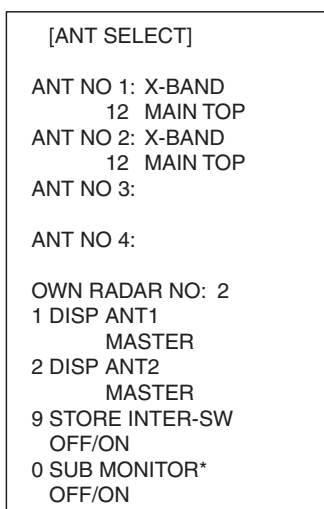 [ANT SELECT]
ANT NO 1: X-BAND
12 MAIN TOP
ANT NO 2: X-BAND
12 MAIN TOP
ANT NO 3:
ANT NO 4:
OWN RADAR NO: 2
1 DISP ANT1
MASTER
2 DISP ANT2
MASTER
9 STORE INTER-SW
OFF/ON
0 SUB MONITOR*
OFF/ON